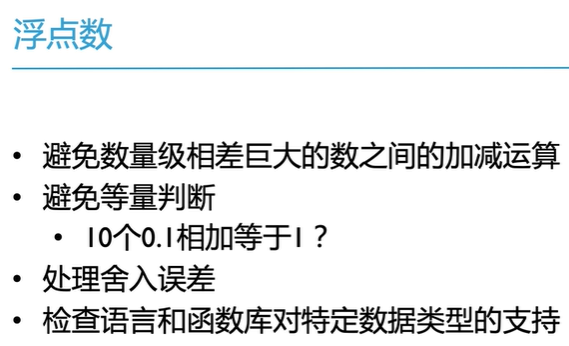 浮点数
• 避免数量级相差巨大的数之间的加减运算
• 避免等量判断
• 10个0.1相加等于1？
• 处理舍入误差
• 检查语言和函数库对特定数据类型的支持